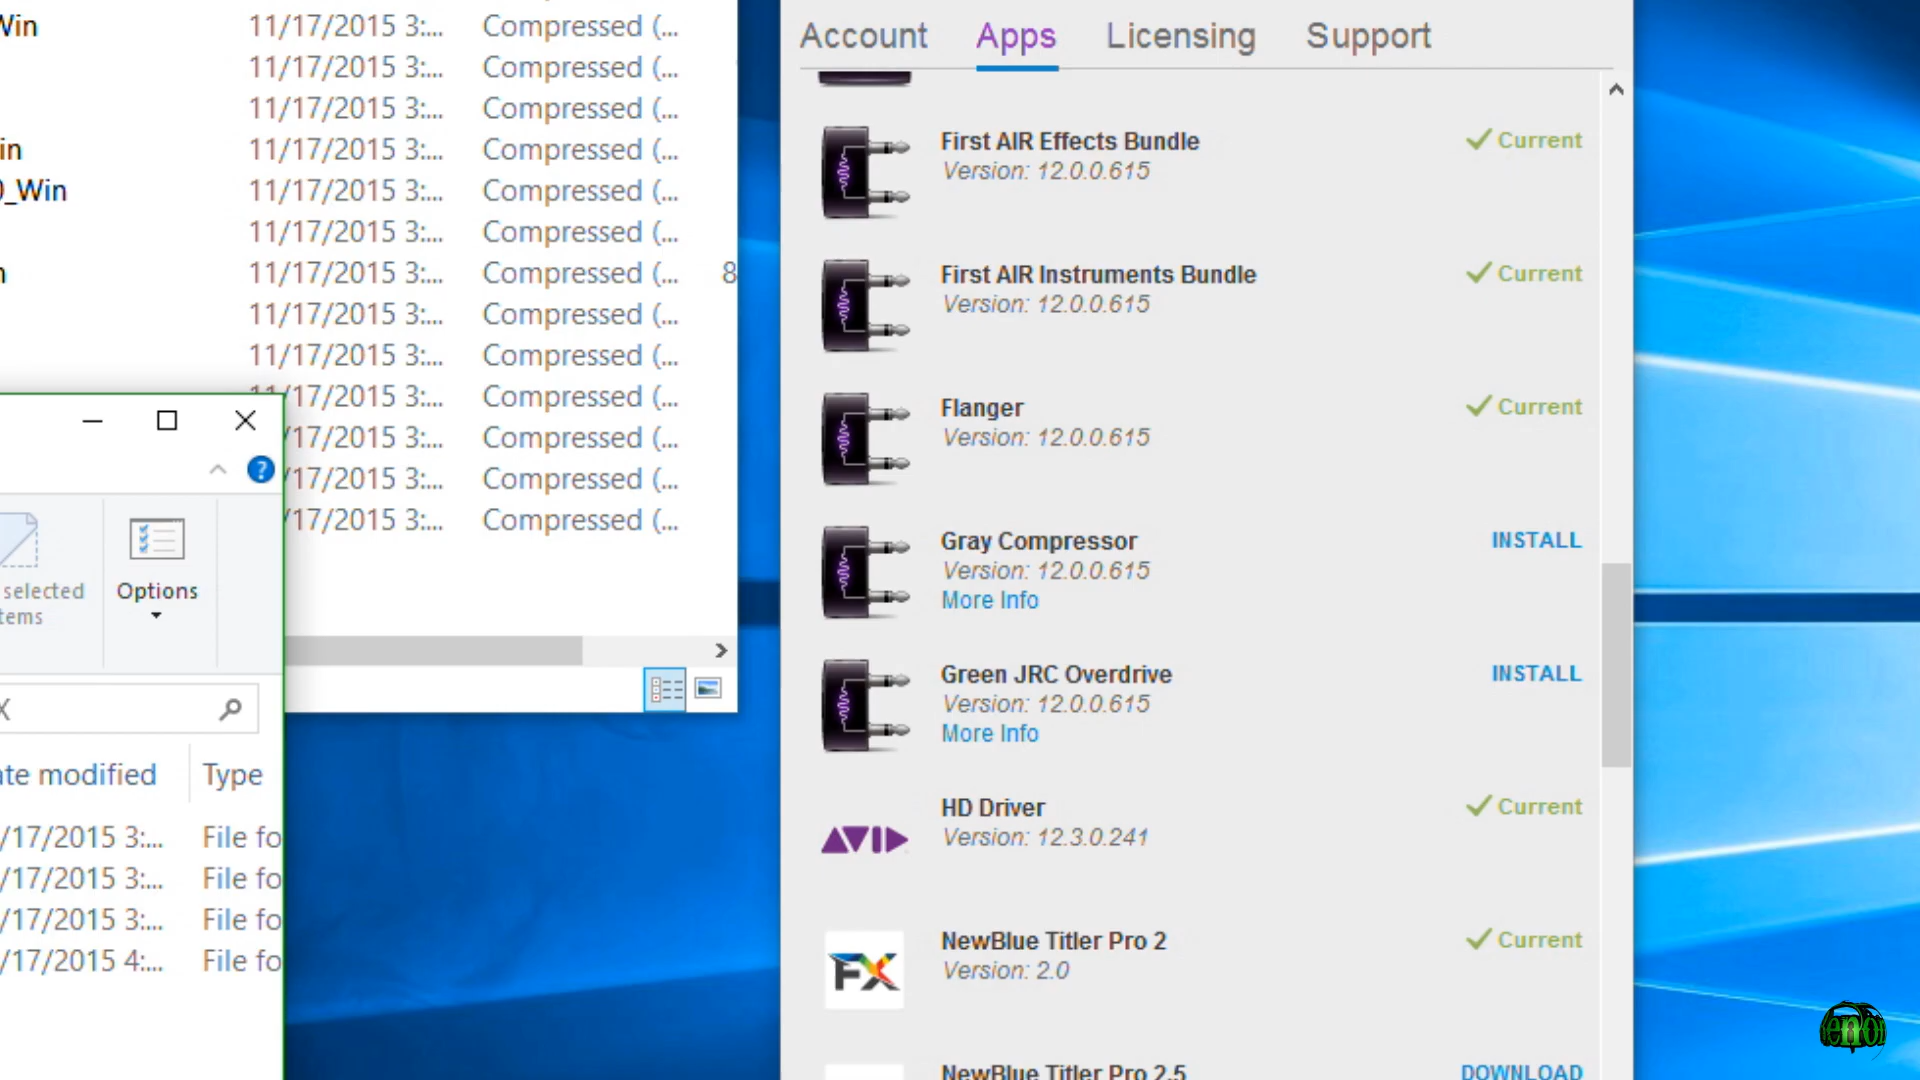 Win 11/17/2015 3:... Compressed (...
11/17/2015 3:... Compressed (...
11/17/2015 3:... Compressed (...
in 11/17/2015 3:... Compressed (...
0_Win 11/17/2015 3:... Compressed (...
11/17/2015 3:... Compressed (...
n 11/17/2015 3:... Compressed (... 8
11/17/2015 3:... Compressed (...
11/17/2015 3:... Compressed (...
11/17/2015 3:... Compressed (...
/17/2015 3:... Compressed (...
/17/2015 3:... Compressed (...
/17/2015 3:... Compressed (...
selected
tems
Options
X
ate modified Type
/17/2015 3:... File fo
/17/2015 3:... File fo
/17/2015 3:... File fo
/17/2015 4:... File fo
Account Apps Licensing Support
First AIR Effects Bundle Current
Version: 12.0.0.615
First AIR Instruments Bundle Current
Version: 12.0.0.615
Flanger Current
Version: 12.0.0.615
Gray Compressor INSTALL
Version: 12.0.0.615
More Info
Green JRC Overdrive INSTALL
Version: 12.0.0.615
More Info
AVID
HD Driver Current
Version: 12.3.0.241
FX
NewBlue Titler Pro 2 Current
Version: 2.0
NewBlue Titler Pro 2.5 DOWNLOAD